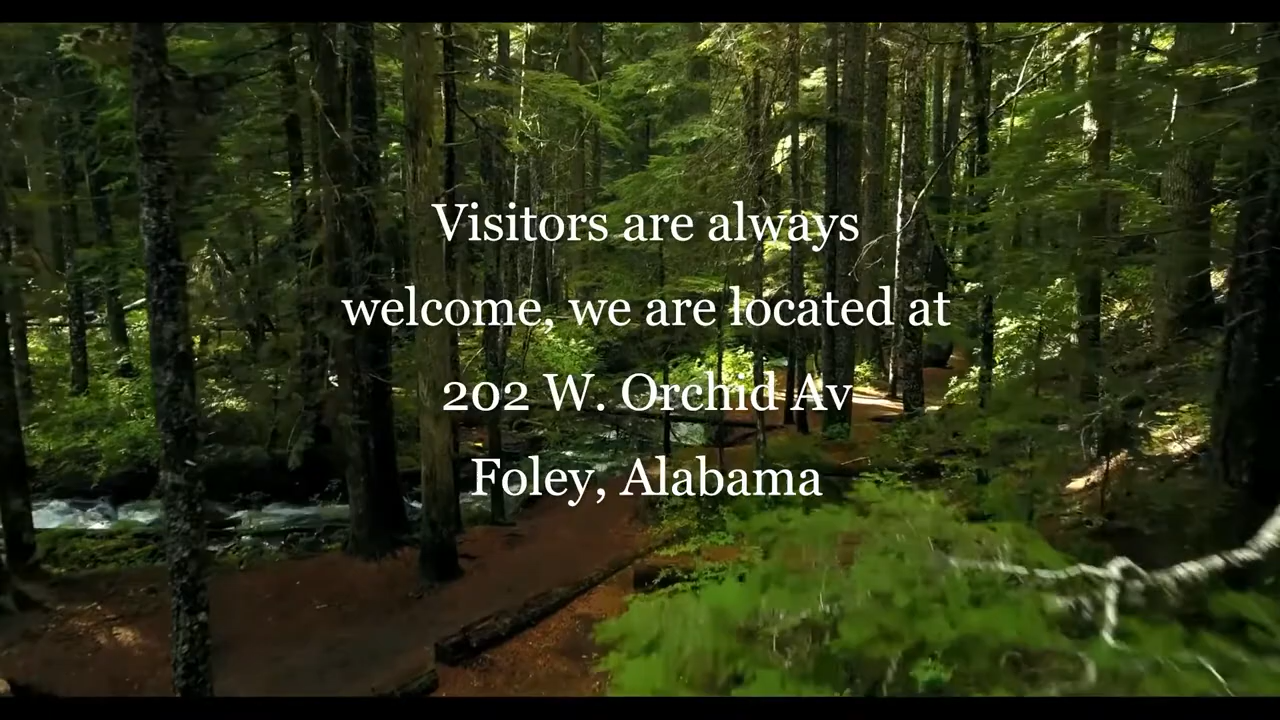 Visitors are always
welcome, we are located at
202 W. Orchid Av
Foley, Alabama